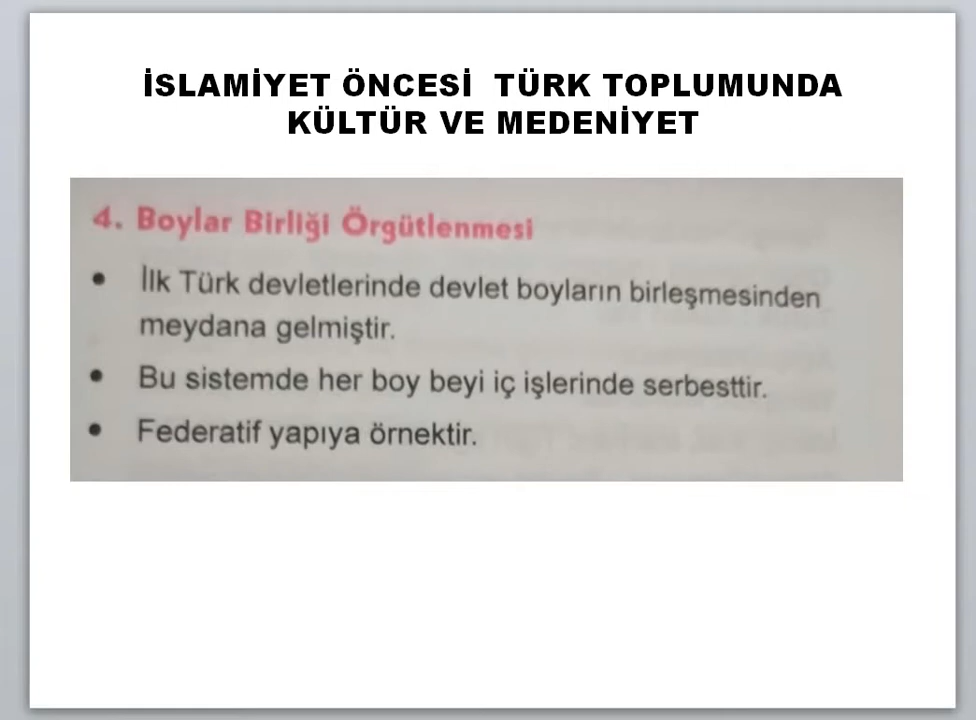 İSLAMİYET ÖNCESİ TÜRK TOPLUMUNDA
KÜLTÜR VE MEDENİYET
4. Boylar Birliği Örgütlenmesi
• İlk Türk devletlerinde devlet boyların birleşmesinden
meydana gelmiştir.
• Bu sistemde her boy beyi iç işlerinde serbesttir.
• Federatif yapıya örnektir.